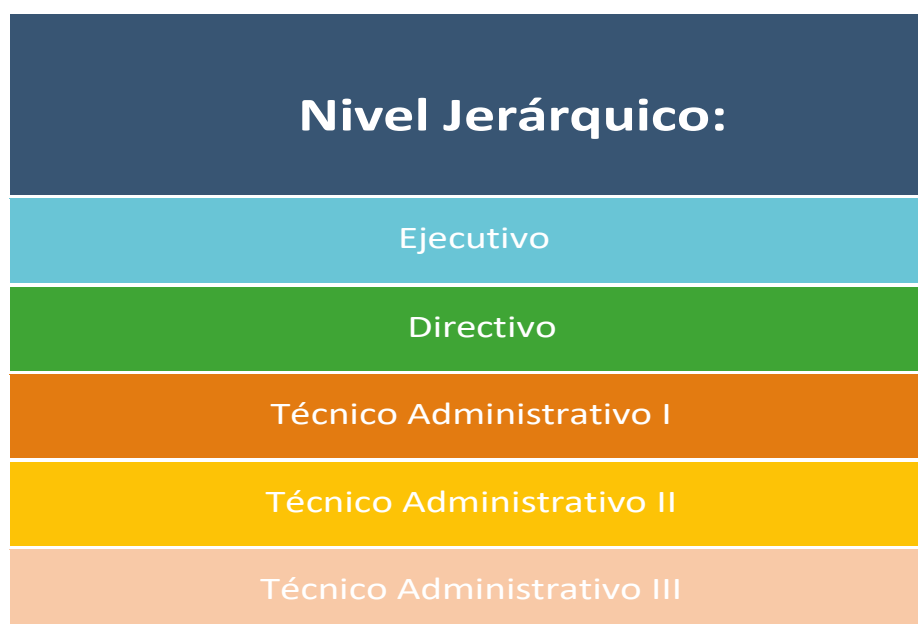 Nivel Jerárquico:
Ejecutivo
Directivo
Técnico Administrativo I
Técnico Administrativo II
Técnico Administrativo III